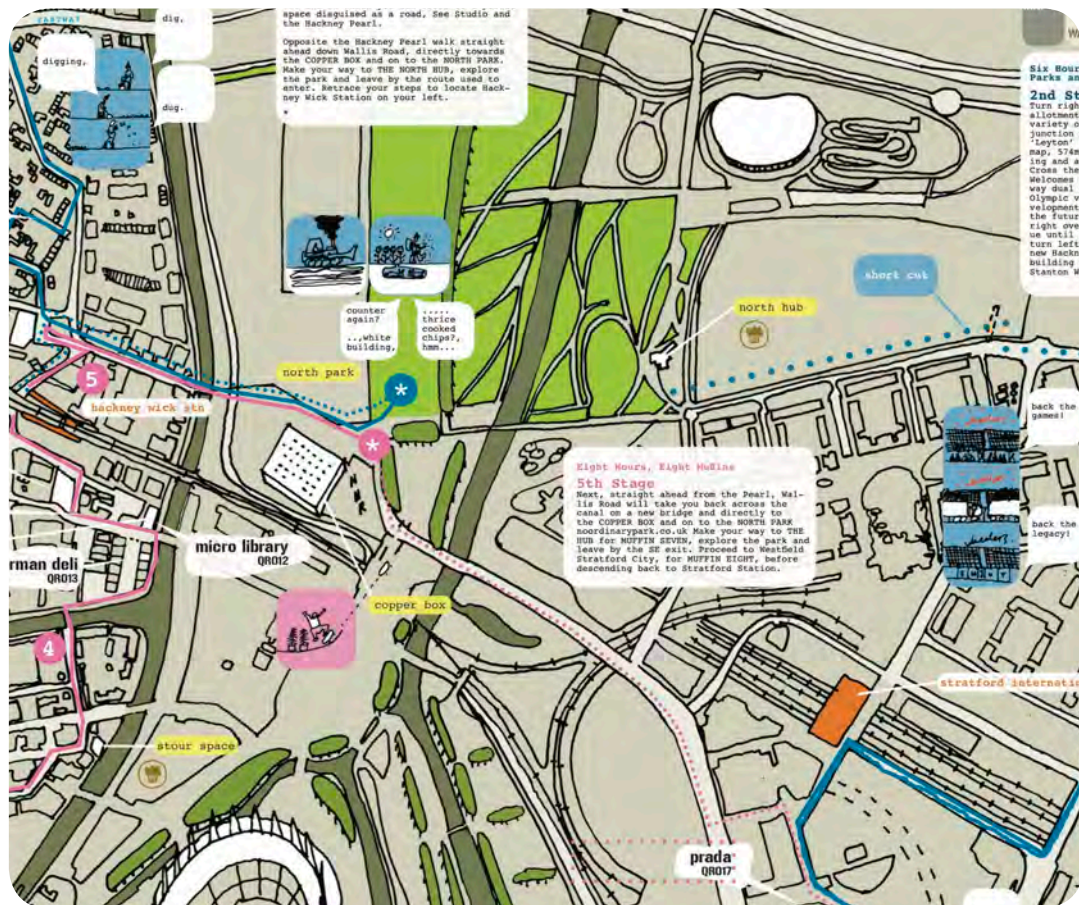 EASTWAY
dig,
digging,
dug.
space disguised as a road, See Studio and
the Hackney Pearl.
Opposite the Hackney Pearl walk straight
ahead down Wallis Road, directly towards
the COPPER BOX and on to the NORTH PARK.
Make your way to THE NORTH HUB, explore
the park and leave by the route used to
enter. Retrace your steps to locate Hack-
ney Wick Station on your left.
*
Six Hour
Parks an
2nd St
Turn righ
allotment
variety o
junction
'Leyton'
map, 574m
ing and a
Cross the
Welcomes
way dual
Olympic v
velopment
the futur
right ove
ue until
turn left
new Hackn
building
Stanton W
short cut
counter
again?
..,white
building,
.....
thrice
cooked
chips?,
hmm...
north hub
north park
*
*
5
hackney wick stn
back the
games!
back the
legacy!
Eight Hours, Eight Muffins
5th Stage
Next, straight ahead from the Pearl, Wal-
lis Road will take you back across the
canal on a new bridge and directly to
the COPPER BOX and on to the NORTH PARK
noordinarypark.co.uk Make your way to THE
HUB for MUFFIN SEVEN, explore the park and
leave by the SE exit. Proceed to Westfield
Stratford City, for MUFFIN EIGHT, before
descending back to Stratford Station.
micro library
QR012
rman deli
QR013
copper box
4
stratford internatio
stour space
prada
QR017